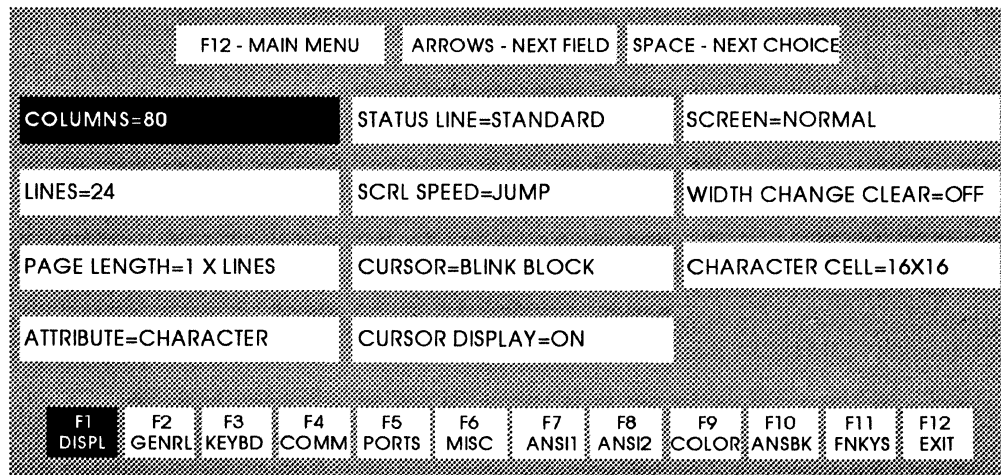 F12 - MAIN MENU ARROWS - NEXT FIELD SPACE - NEXT CHOICE
COLUMNS=80 STATUS LINE=STANDARD SCREEN=NORMAL
LINES=24 SCRL SPEED=JUMP WIDTH CHANGE CLEAR=OFF
PAGE LENGTH=1 X LINES CURSOR=BLINK BLOCK CHARACTER CELL=16X16
ATTRIBUTE=CHARACTER CURSOR DISPLAY=ON
F1 F2 F3 F4 F5 F6 F7 F8 F9 F10 F11 F12
DISPL GENRL KEYBD COMM PORTS MISC ANSI1 ANSI2 COLOR ANSBK FNKYS EXIT